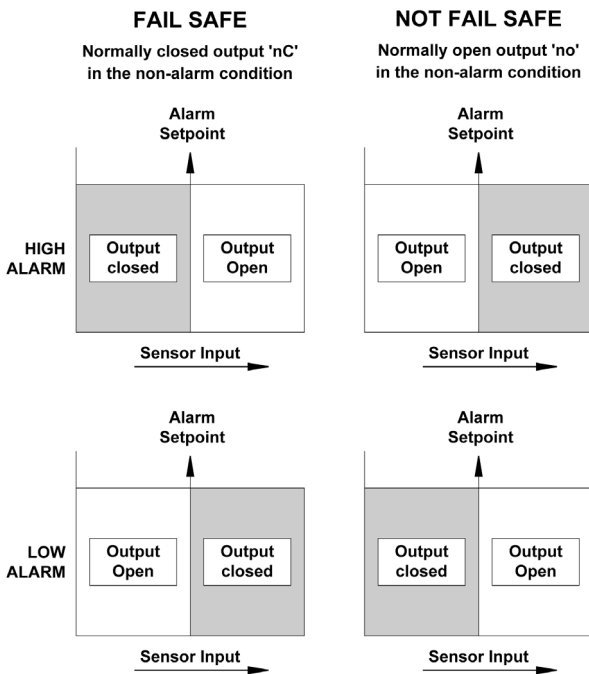 FAIL SAFE
Normally closed output 'nC'
in the non-alarm condition
NOT FAIL SAFE
Normally open output 'no'
in the non-alarm condition
Alarm
Setpoint
Alarm
Setpoint
HIGH
ALARM
Output
closed
Output
Open
Output
Open
Output
closed
Sensor Input
Sensor Input
Alarm
Setpoint
Alarm
Setpoint
LOW
ALARM
Output
Open
Output
closed
Output
closed
Output
Open
Sensor Input
Sensor Input